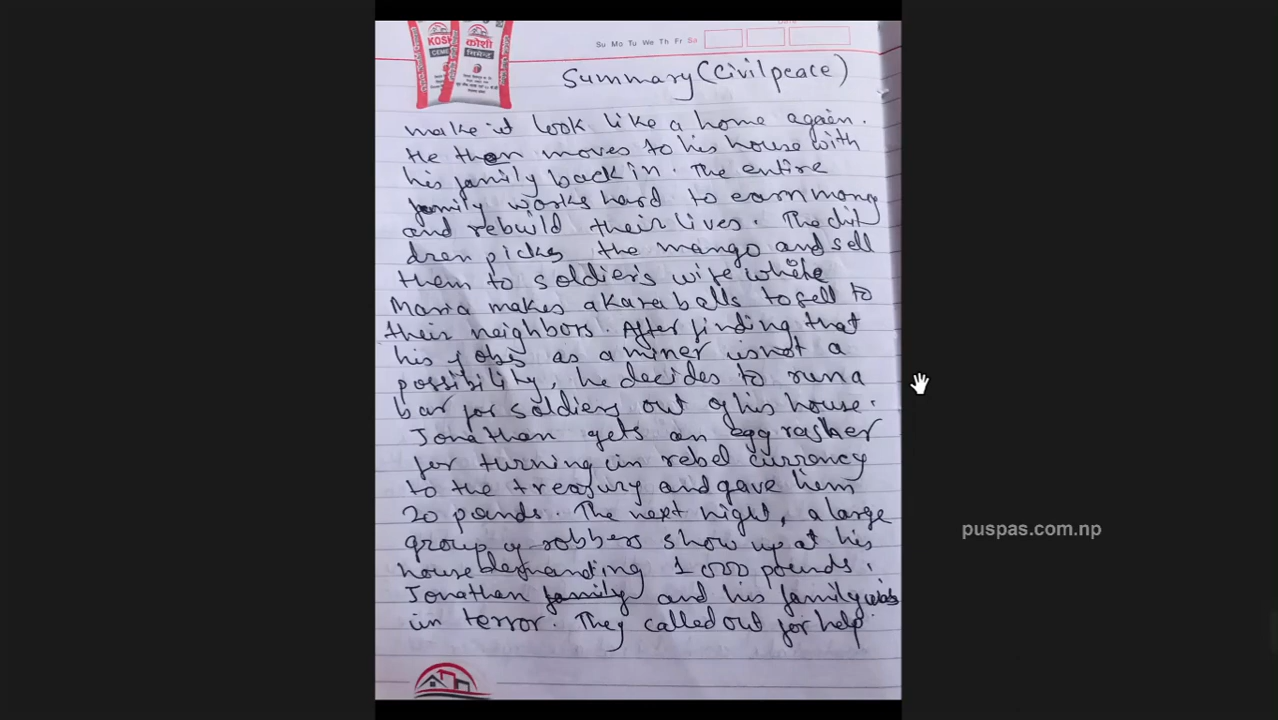 KOSH
CEME
कोशी
सिमेन्ट
Su Mo Tu We Th Fr Sa
Summary (Civil peace)
make it look like a home again.
He then moves to his house with
his family back in. The entire
family works hard to earn money
and rebuild their lives. The chil
dren picks the mango and sell
them to soldier's wife while
Maria makes akara balls to sell to
their neighbors. After finding that
his jobs as a miner is not a
possibility, he decides to run a
bar for soldiers out of his house.
Jonathan gets an egg rasher
for turning in rebel currency
to the treasury and gave him
20 pounds. The next night, a large
group of robbers show up at his
house demanding 1000 pounds.
Jonathan family and his family was
in terror. They called out for help.
puspas.com.np